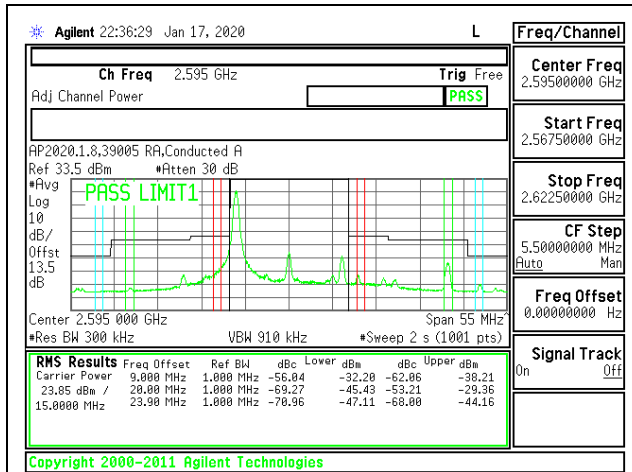 Agilent 22:36:29 Jan 17, 2020
L
Freq/Channel
Ch Freq 2.595 GHz
Trig Free
Adj Channel Power
PASS
Center Freq
2.59500000 GHz
Start Freq
2.56750000 GHz
AP2020.1.8,39005 RA,Conducted A
Ref 33.5 dBm
#Atten 30 dB
#Avg
Log
10
dB/
Offst
13.5
dB
PASS LIMIT1
Stop Freq
2.62250000 GHz
CF Step
5.50000000 MHz
Auto Man
Freq Offset
0.00000000 Hz
Center 2.595 000 GHz
Span 55 MHz^
#Res BW 300 kHz
VBW 910 kHz
#Sweep 2 s (1001 pts)
Signal Track
On Off
RMS Results Freq Offset Ref BW dBc Lower dBm dBc Upper dBm
Carrier Power 9.000 MHz 1.000 MHz -56.04 -32.20 -62.06 -38.21
23.85 dBm / 20.00 MHz 1.000 MHz -69.27 -45.43 -53.21 -29.36
15.0000 MHz 23.90 MHz 1.000 MHz -70.96 -47.11 -68.00 -44.16
Copyright 2000-2011 Agilent Technologies